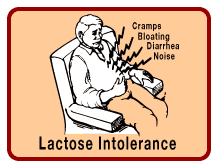 Cramps
Bloating
Diarrhea
Noise
Lactose Intolerance